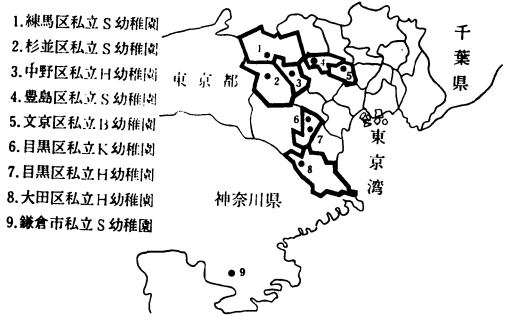 1.練馬区私立S幼稚園
2.杉並区私立S幼稚園
3.中野区私立H幼稚園
4.豊島区私立S幼稚園
5.文京区私立B幼稚園
6.目黒区私立K幼稚園
7.目黒区私立H幼稚園
8.大田区私立H幼稚園
9.鎌倉市私立S幼稚園
東京都
千葉県
東京湾
神奈川県
1
2
3
4
5
6
7
8
9